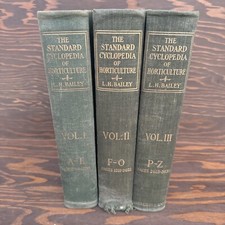 THE
STANDARD
CYCLOPEDIA
OF
HORTICULTURE
L.H. BAILEY
VOL. I
A-E
THE
STANDARD
CYCLOPEDIA
OF
HORTICULTURE
L.H. BAILEY
VOL. II
F-O
THE
STANDARD
CYCLOPEDIA
OF
HORTICULTURE
L.H. BAILEY
VOL. III
P-Z